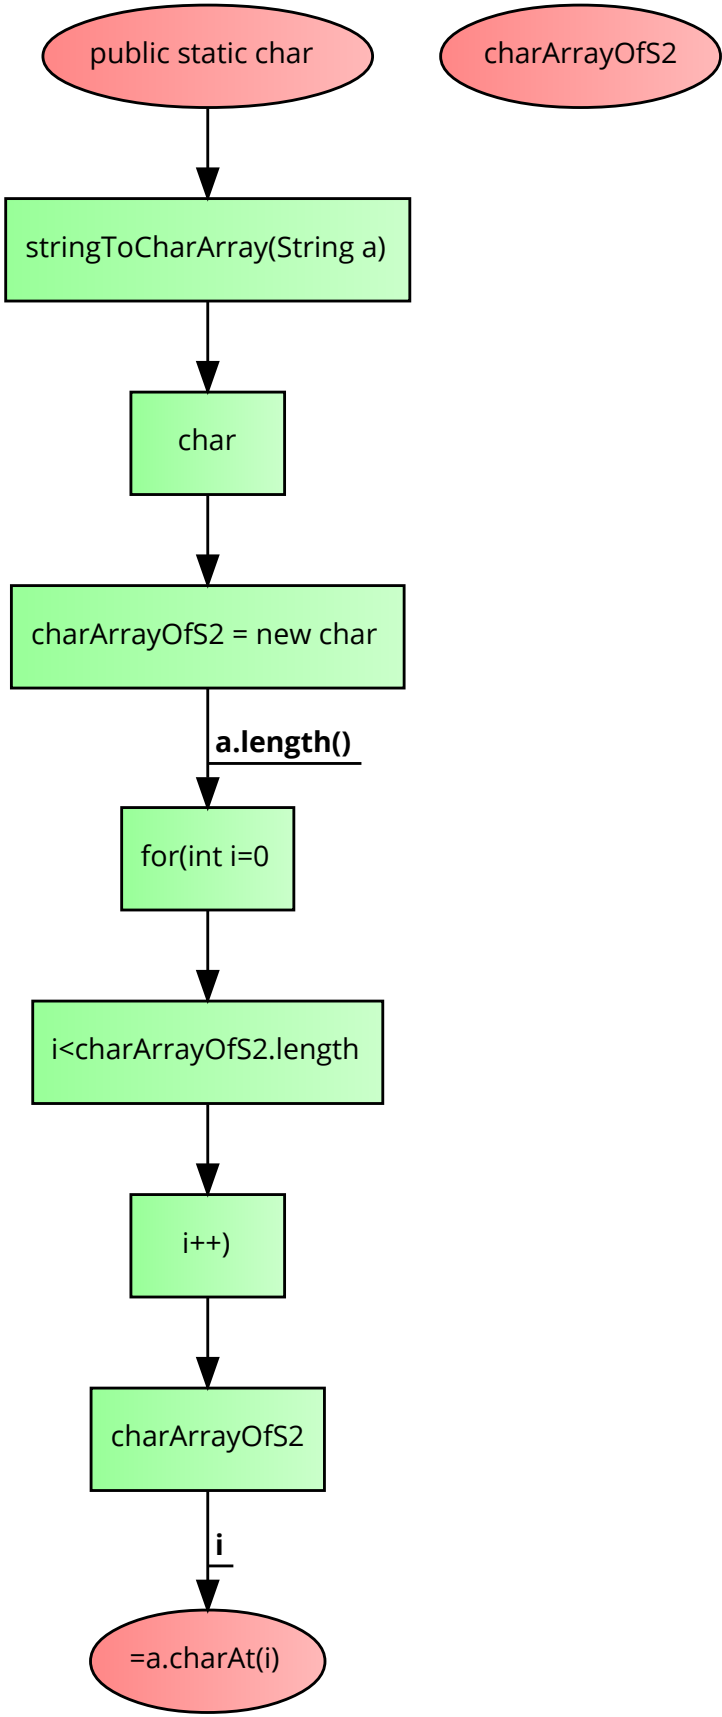 public static char
charArrayOfS2
stringToCharArray(String a)
char
charArrayOfS2 = new char
a.length()
for(int i=0
i<charArrayOfS2.length
i++)
charArrayOfS2
i
=a.charAt(i)